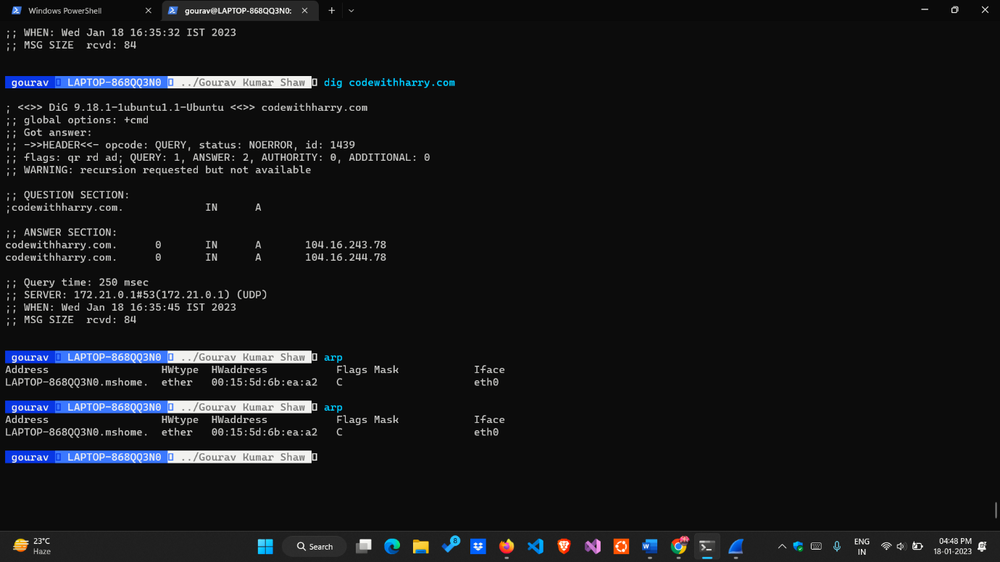 Windows PowerShell
gourav@LAPTOP-868QQ3N0:
;; WHEN: Wed Jan 18 16:35:32 IST 2023
;; MSG SIZE  rcvd: 84
gourav LAPTOP-868QQ3N0 ../Gourav Kumar Shaw dig codewithharry.com
; <<>> DiG 9.18.1-1ubuntu1.1-Ubuntu <<>> codewithharry.com
;; global options: +cmd
;; Got answer:
;; ->>HEADER<<- opcode: QUERY, status: NOERROR, id: 1439
;; flags: qr rd ad; QUERY: 1, ANSWER: 2, AUTHORITY: 0, ADDITIONAL: 0
;; WARNING: recursion requested but not available
;; QUESTION SECTION:
;codewithharry.com. IN A
;; ANSWER SECTION:
codewithharry.com. 0 IN A 104.16.243.78
codewithharry.com. 0 IN A 104.16.244.78
;; Query time: 250 msec
;; SERVER: 172.21.0.1#53(172.21.0.1) (UDP)
;; WHEN: Wed Jan 18 16:35:45 IST 2023
;; MSG SIZE  rcvd: 84
gourav LAPTOP-868QQ3N0 ../Gourav Kumar Shaw arp
Address HWtype HWaddress Flags Mask Iface
LAPTOP-868QQ3N0.mshome. ether 00:15:5d:6b:ea:a2 C eth0
gourav LAPTOP-868QQ3N0 ../Gourav Kumar Shaw arp
Address HWtype HWaddress Flags Mask Iface
LAPTOP-868QQ3N0.mshome. ether 00:15:5d:6b:ea:a2 C eth0
gourav LAPTOP-868QQ3N0 ../Gourav Kumar Shaw
23°C
Haze
Search
8
ENG
IN
04:48 PM
18-01-2023